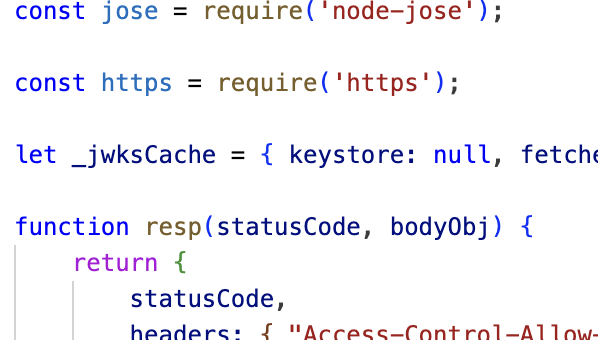 const jose = require('node-jose');
const https = require('https');
let _jwksCache = { keystore: null, fetche
function resp(statusCode, bodyObj) {
return {
statusCode,
headers: { "Access-Control-Allow-